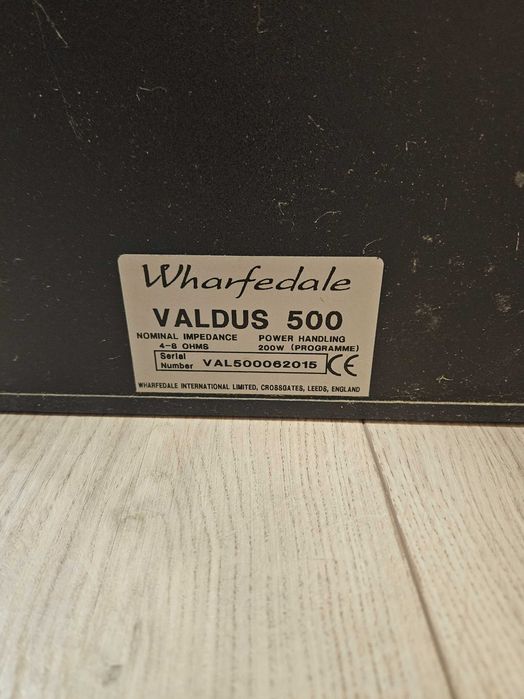 Wharfedale
VALDUS 500
NOMINAL IMPEDANCE POWER HANDLING
4-8 OHMS 200W (PROGRAMME)
Serial Number VAL500062015 CE
WHARFEDALE INTERNATIONAL LIMITED, CROSSGATES, LEEDS, ENGLAND